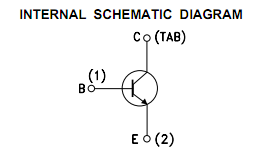 INTERNAL SCHEMATIC DIAGRAM
C (TAB)
(1)
B
E (2)